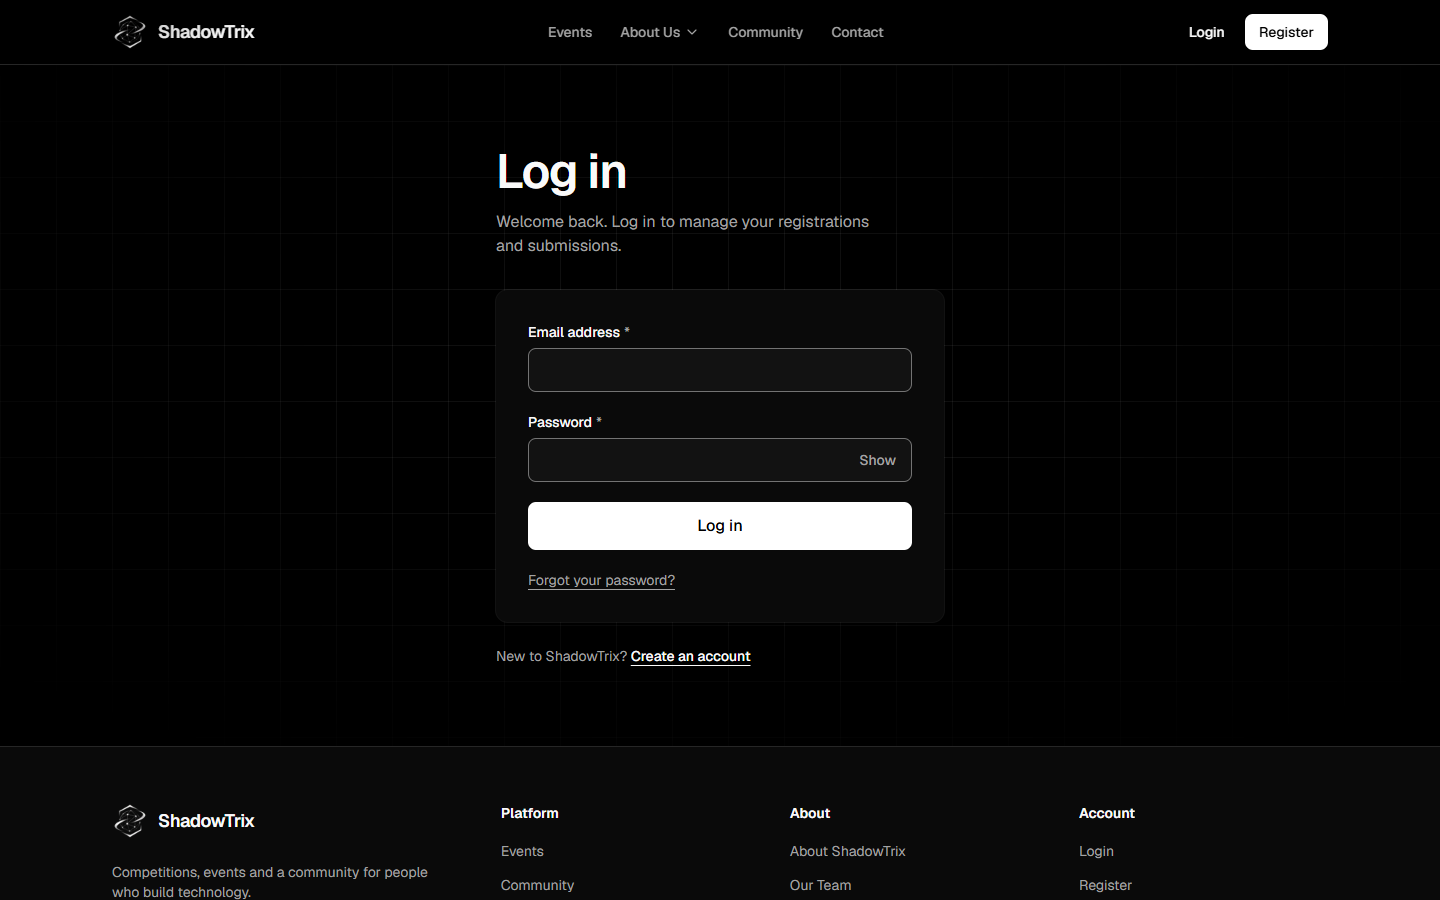 ShadowTrix
Events
About Us
Community
Contact
Login
Register
Log in
Welcome back. Log in to manage your registrations
and submissions.
Email address *
Password *
Show
Log in
Forgot your password?
New to ShadowTrix? Create an account
ShadowTrix
Competitions, events and a community for people
who build technology.
Platform
Events
Community
About
About ShadowTrix
Our Team
Account
Login
Register